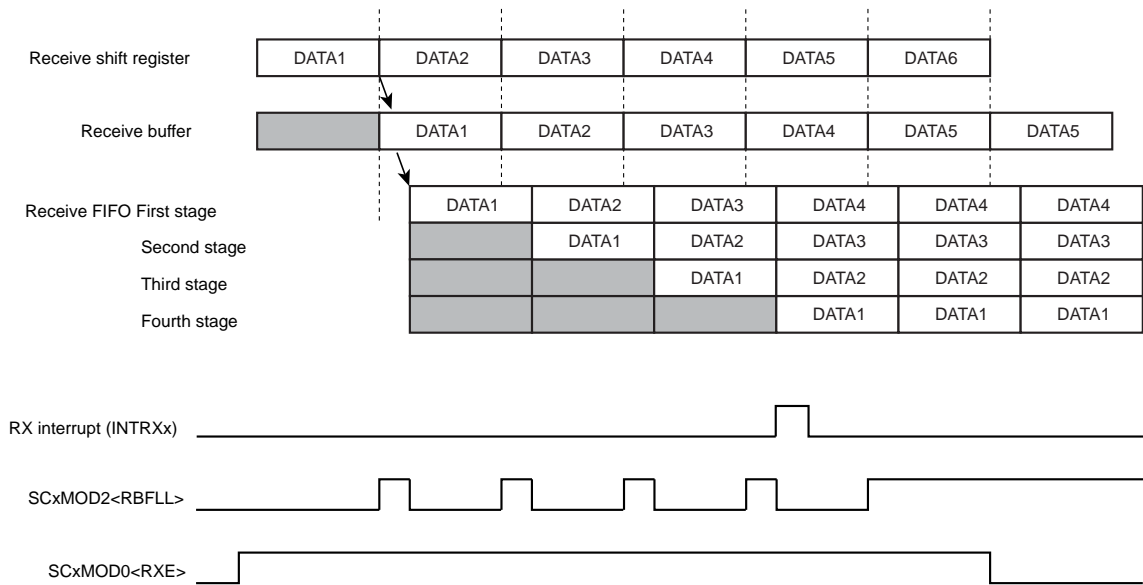 Receive shift register DATA1 DATA2 DATA3 DATA4 DATA5 DATA6
Receive buffer DATA1 DATA2 DATA3 DATA4 DATA5 DATA5
Receive FIFO First stage DATA1 DATA2 DATA3 DATA4 DATA4 DATA4
Second stage DATA1 DATA2 DATA3 DATA3 DATA3
Third stage DATA1 DATA2 DATA2 DATA2
Fourth stage DATA1 DATA1 DATA1
RX interrupt (INTRXx)
SCxMOD2<RBFLL>
SCxMOD0<RXE>